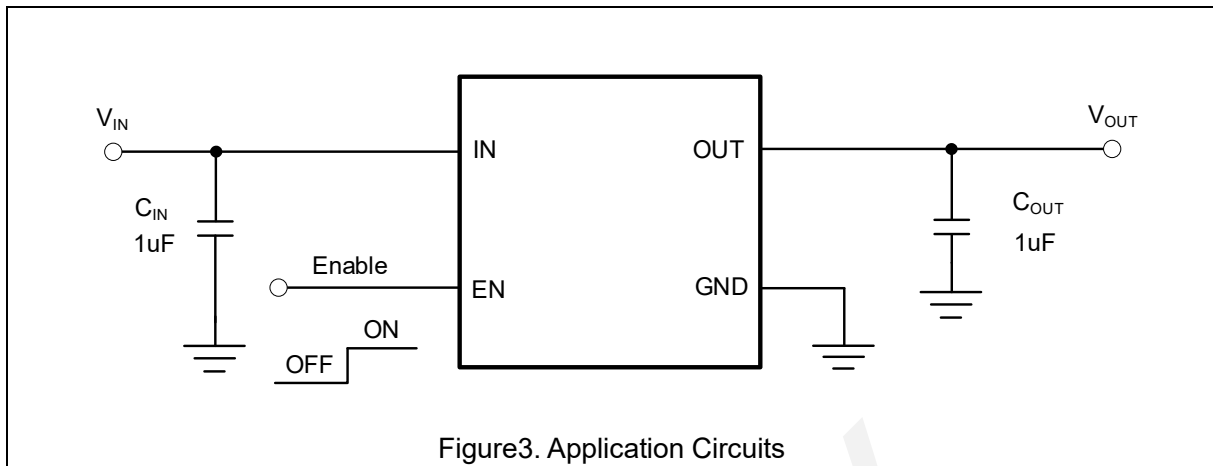 V_IN
V_OUT
IN
OUT
C_IN
1uF
C_OUT
1uF
Enable
EN
GND
ON
OFF
Figure3. Application Circuits